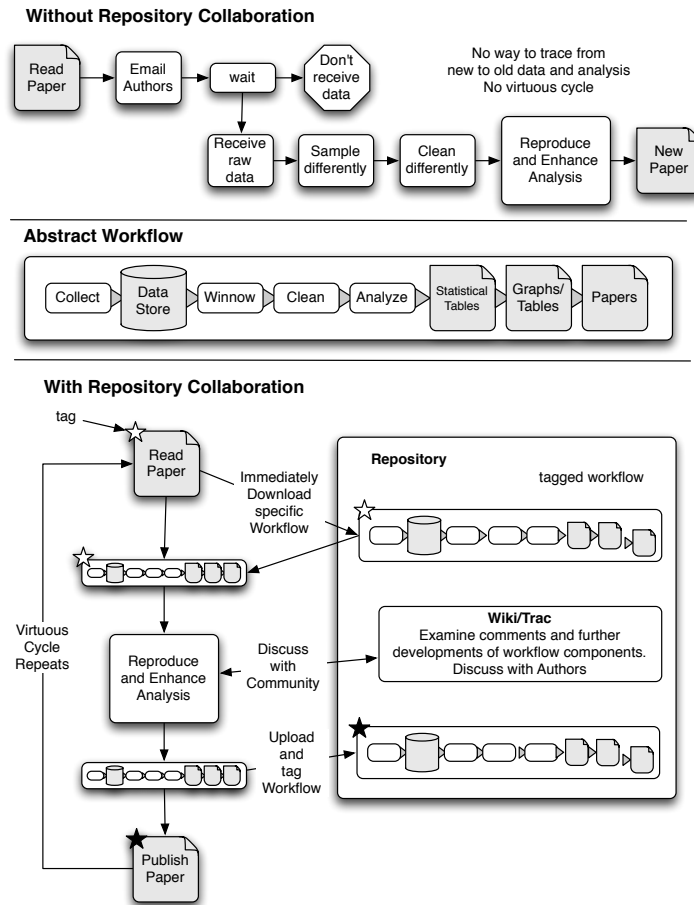 Without Repository Collaboration
Read
Paper
Email
Authors
wait
Don't
receive
data
No way to trace from
new to old data and analysis
No virtuous cycle
Receive
raw
data
Sample
differently
Clean
differently
Reproduce
and Enhance
Analysis
New
Paper
Abstract Workflow
Collect
Data
Store
Winnow
Clean
Analyze
Statistical
Tables
Graphs/
Tables
Papers
With Repository Collaboration
tag
Read
Paper
Immediately
Download
specific
Workflow
Repository
tagged workflow
Virtuous
Cycle
Repeats
Reproduce
and Enhance
Analysis
Discuss
with
Community
Wiki/Trac
Examine comments and further
developments of workflow components.
Discuss with Authors
Upload
and
tag
Workflow
Publish
Paper